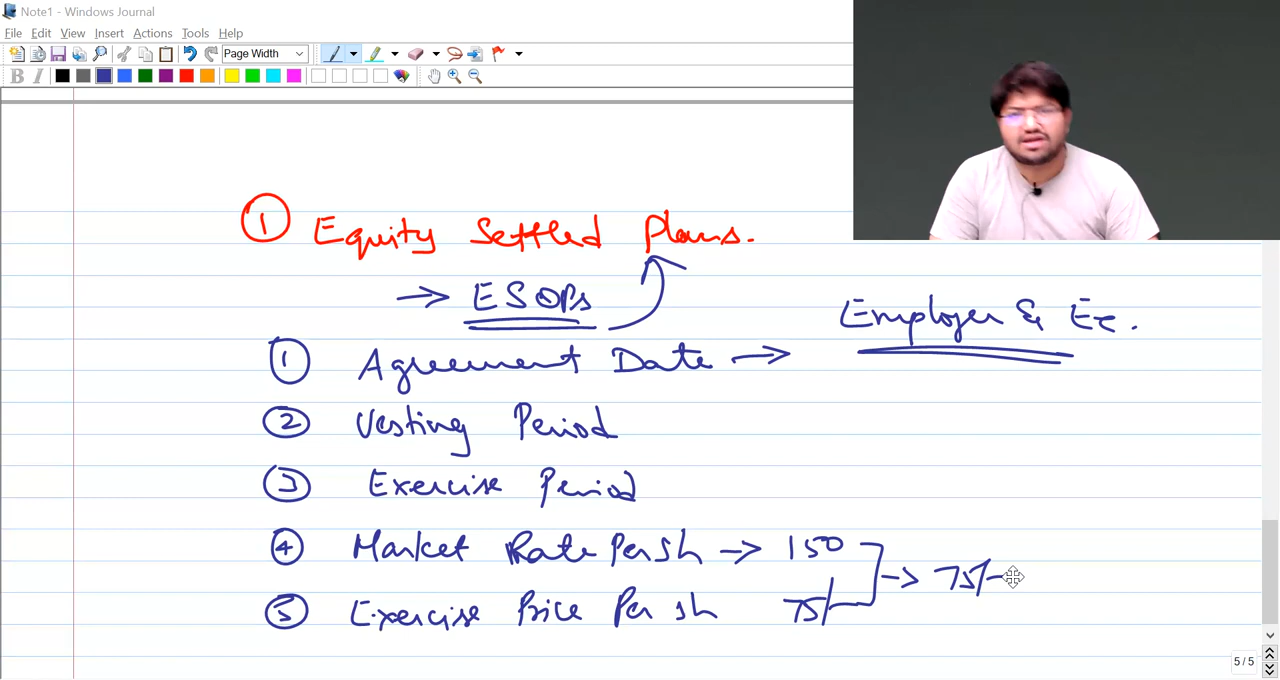 Note1 - Windows Journal
File Edit View Insert Actions Tools Help
Page Width
B I
① Equity Settled Plans.
→ ESOPs
Employer & Ee.
① Agreement Date →
② Vesting Period
③ Exercise Period
④ Market Rate Per sh → 150
→ 75/-
⑤ Exercise Price Per sh 75/-
5 / 5